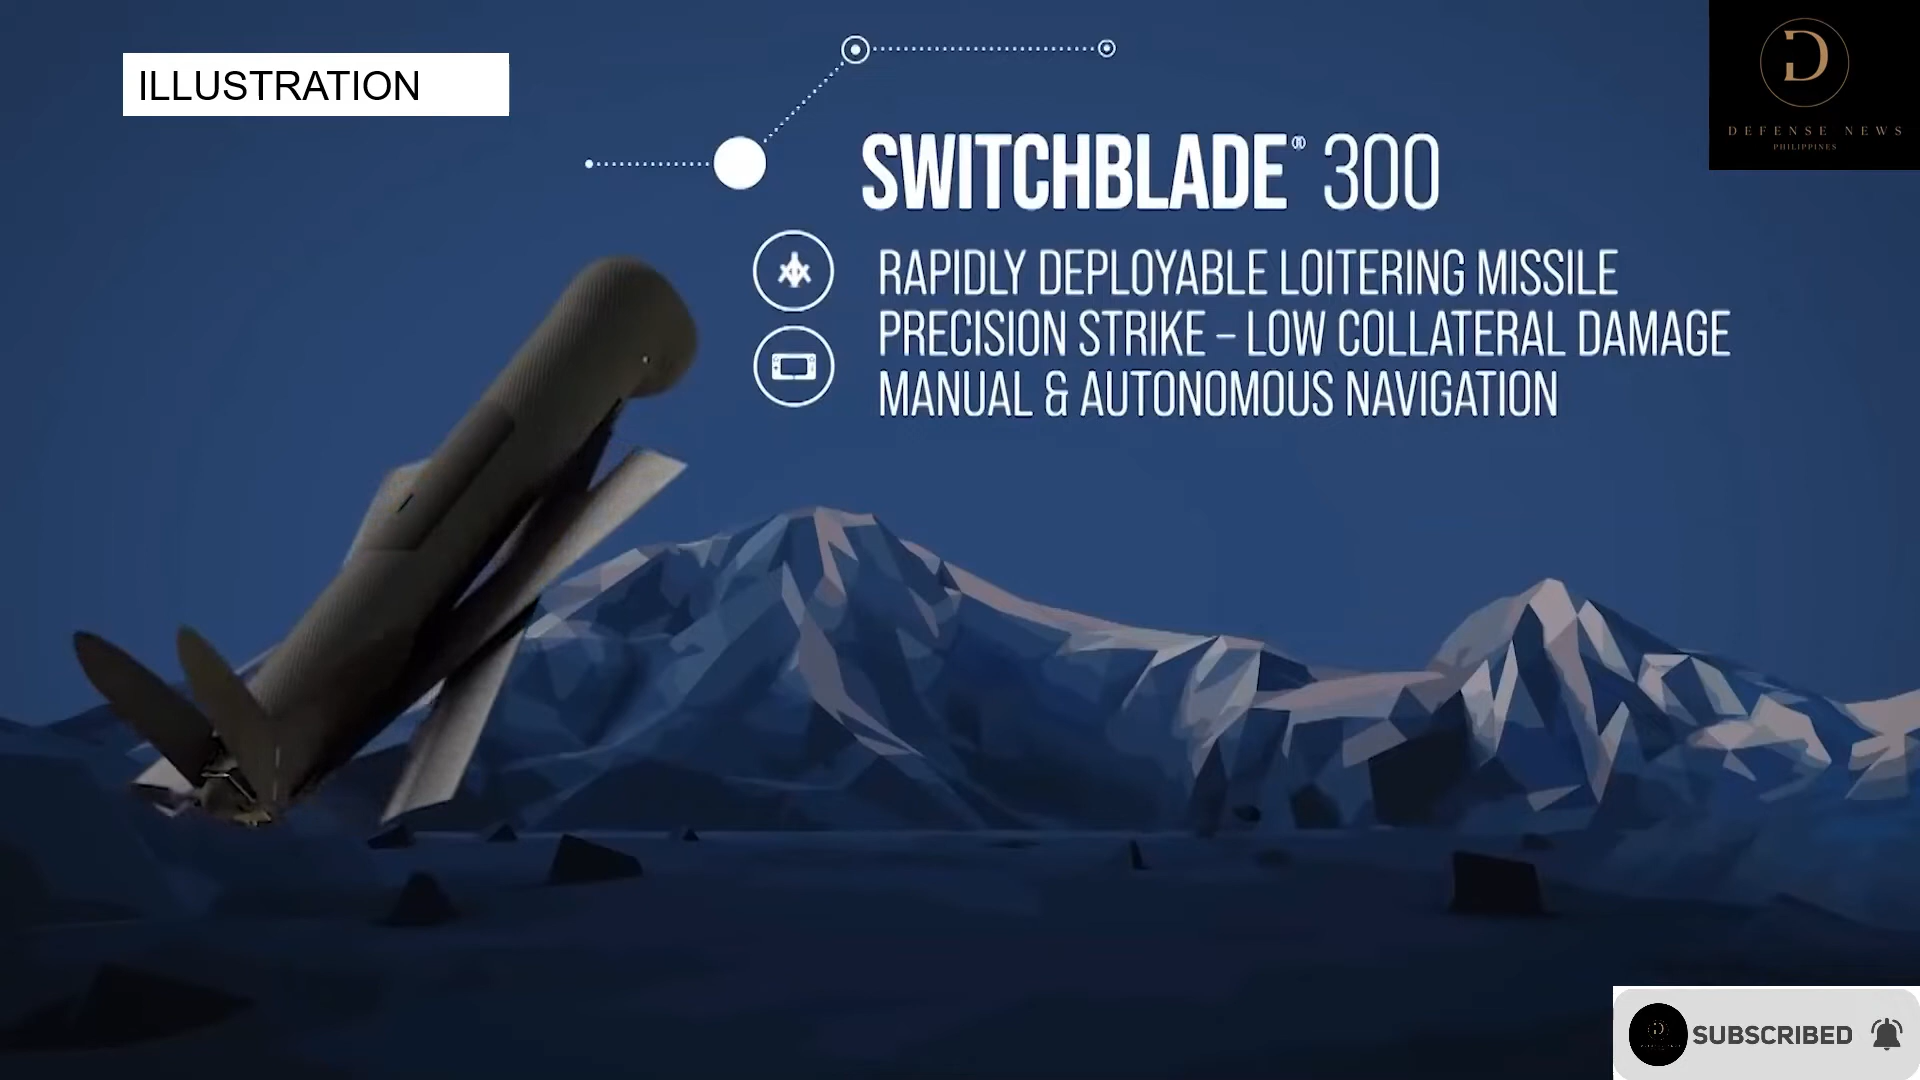 ILLUSTRATION
D
DEFENSE NEWS
PHILIPPINES
SWITCHBLADE® 300
RAPIDLY DEPLOYABLE LOITERING MISSILE
PRECISION STRIKE – LOW COLLATERAL DAMAGE
MANUAL & AUTONOMOUS NAVIGATION
SUBSCRIBED